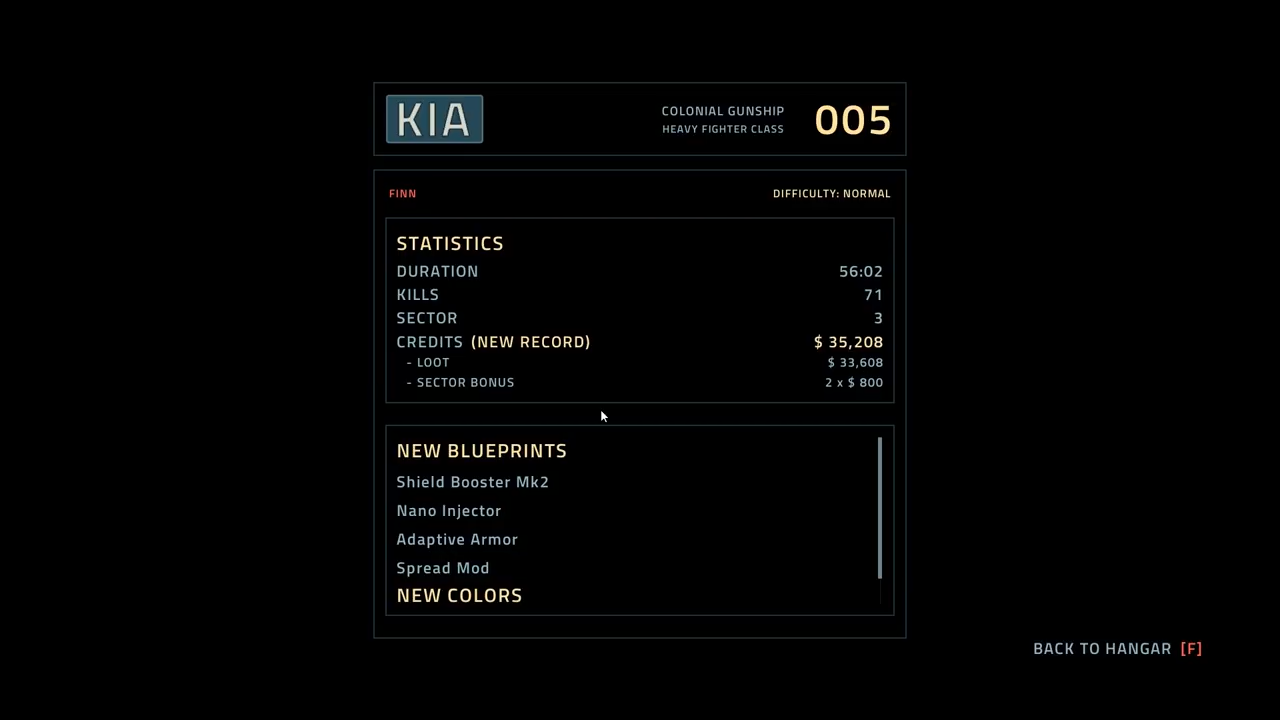 KIA
COLONIAL GUNSHIP
HEAVY FIGHTER CLASS
005
FINN
DIFFICULTY: NORMAL
STATISTICS
DURATION 56:02
KILLS 71
SECTOR 3
CREDITS (NEW RECORD) $ 35,208
- LOOT $ 33,608
- SECTOR BONUS 2 x $ 800
NEW BLUEPRINTS
Shield Booster Mk2
Nano Injector
Adaptive Armor
Spread Mod
NEW COLORS
BACK TO HANGAR [F]